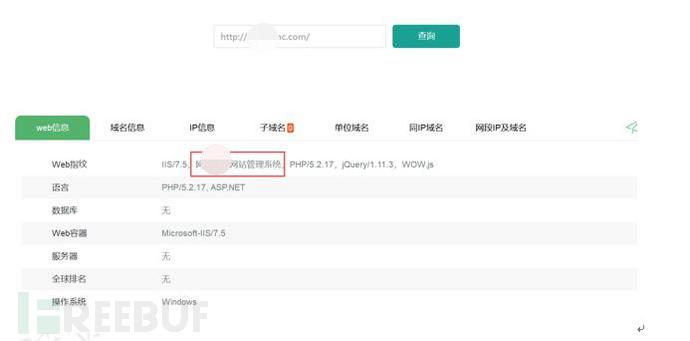 http:// nc.com/
查询
web信息 域名信息 IP信息 子域名 0 单位域名 同IP域名 网段IP及域名
Web指纹 IIS/7.5, 网站管理系统, PHP/5.2.17, jQuery/1.11.3, WOW.js
语言 PHP/5.2.17, ASP.NET
数据库 无
Web容器 Microsoft-IIS/7.5
服务器 无
全球排名 无
操作系统 Windows
FREEBUF